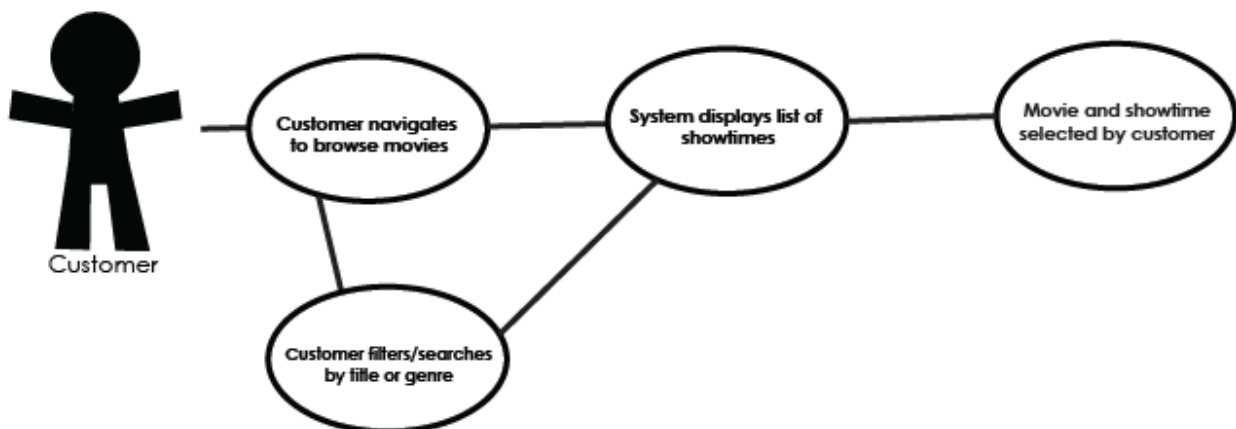 Customer
Customer navigates
to browse movies
System displays list of
showtimes
Movie and showtime
selected by customer
Customer filters/searches
by title or genre